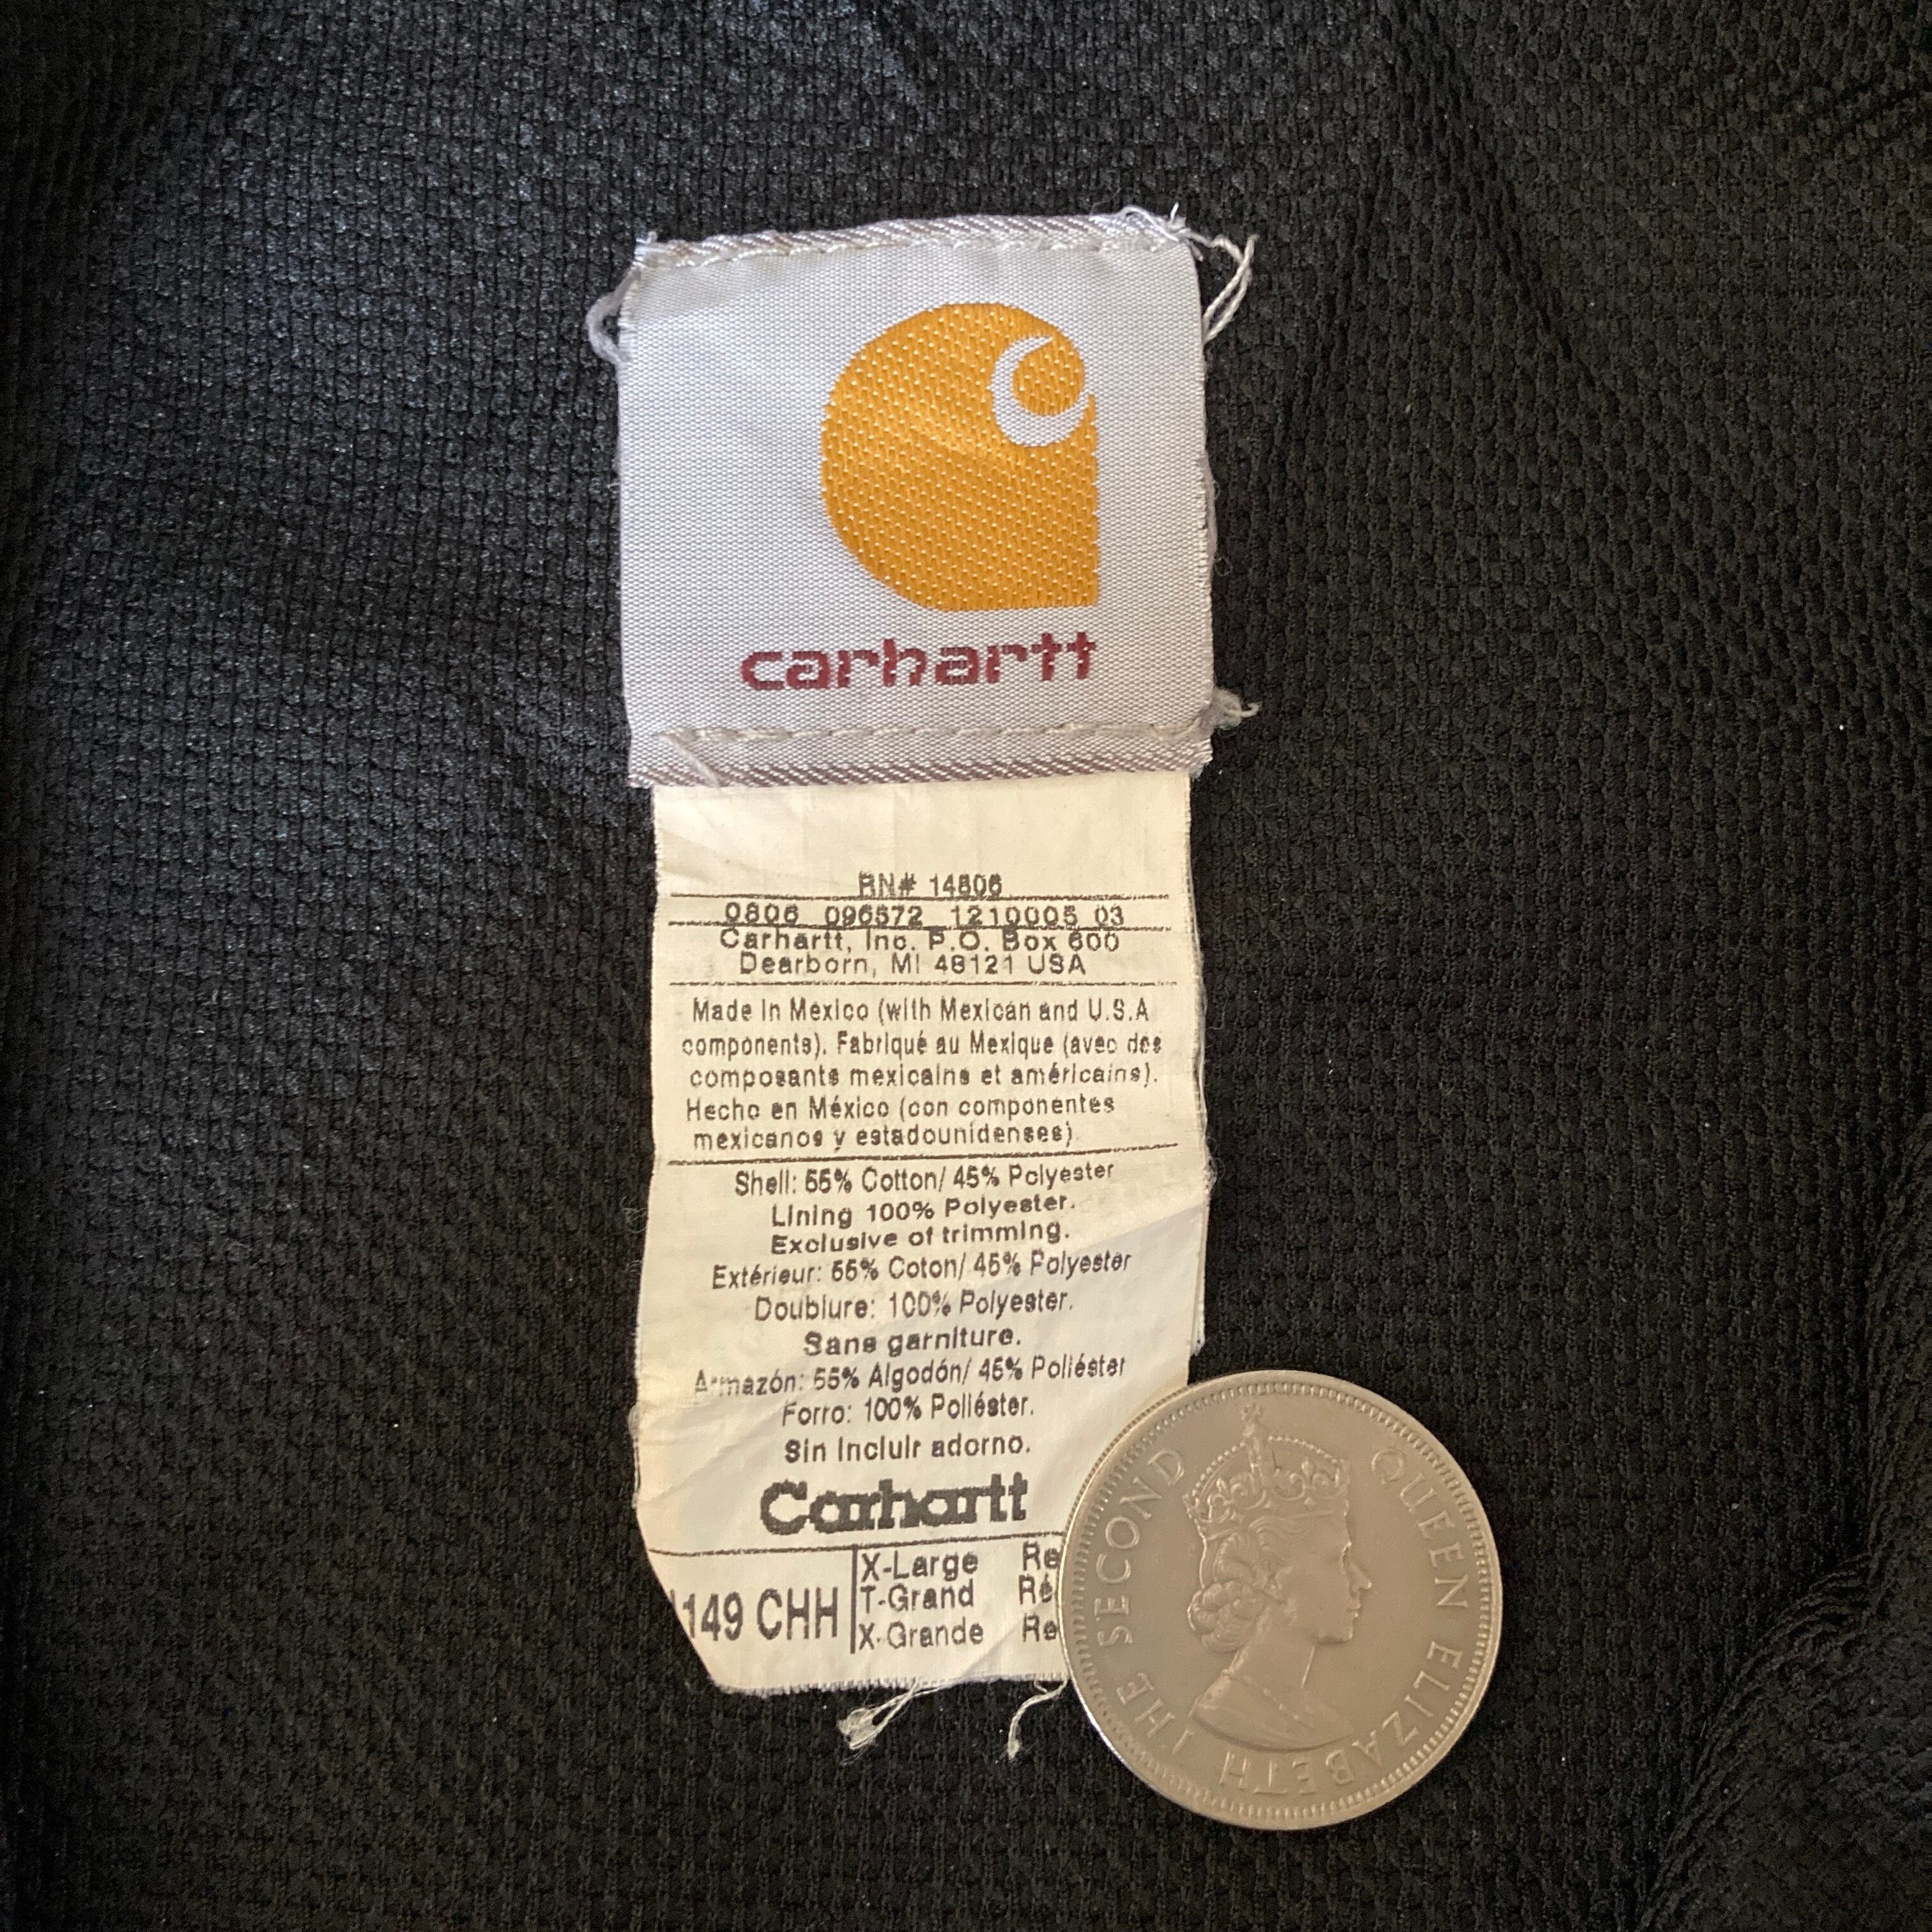 carhartt
RN# 14806
0806 096572 1210005 03
Carhartt, Inc. P.O. Box 600
Dearborn, MI 48121 USA
Made in Mexico (with Mexican and U.S.A
components). Fabriqué au Mexique (avec des
composants mexicains et américains).
Hecho en México (con componentes
mexicanos y estadounidenses)
Shell: 55% Cotton/ 45% Polyester
Lining 100% Polyester.
Exclusive of trimming.
Extérieur: 55% Coton/ 45% Polyester
Doublure: 100% Polyester.
Sans garniture.
Armazón: 55% Algodón/ 45% Poliéster
Forro: 100% Poliéster.
Sin Incluir adorno.
Carhartt
149 CHH
X-Large Re
T-Grand Ré
X-Grande Re
QUEEN ELIZABETH THE SECOND